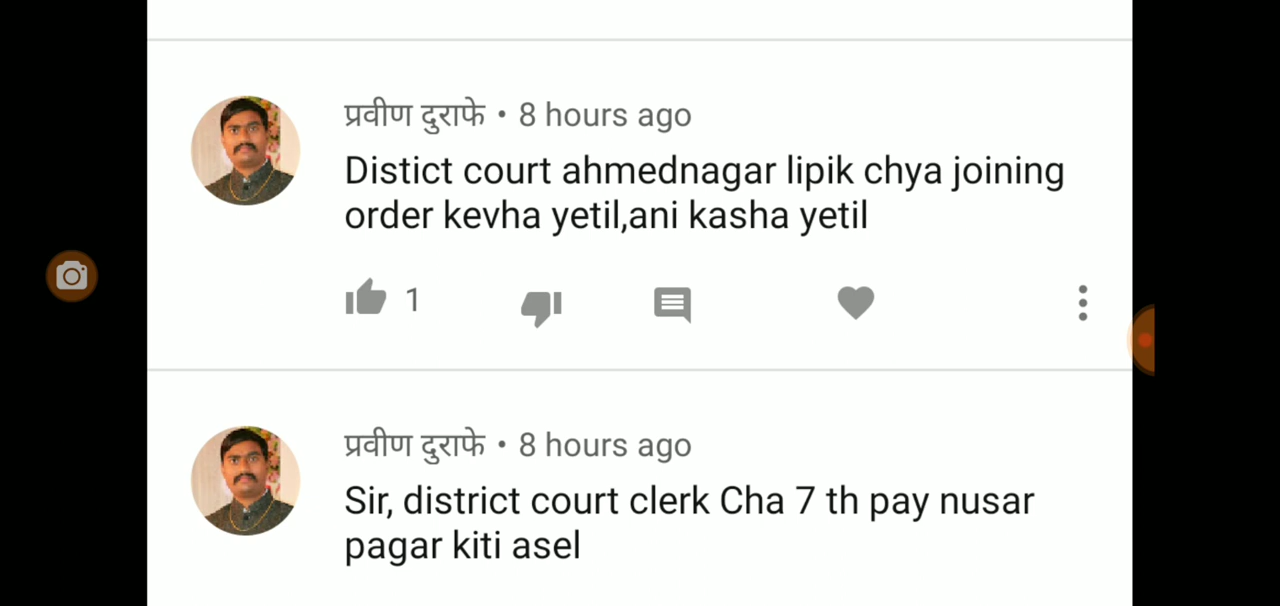 प्रवीण दुराफे • 8 hours ago
Distict court ahmednagar lipik chya joining
order kevha yetil,ani kasha yetil
1
प्रवीण दुराफे • 8 hours ago
Sir, district court clerk Cha 7 th pay nusar
pagar kiti asel